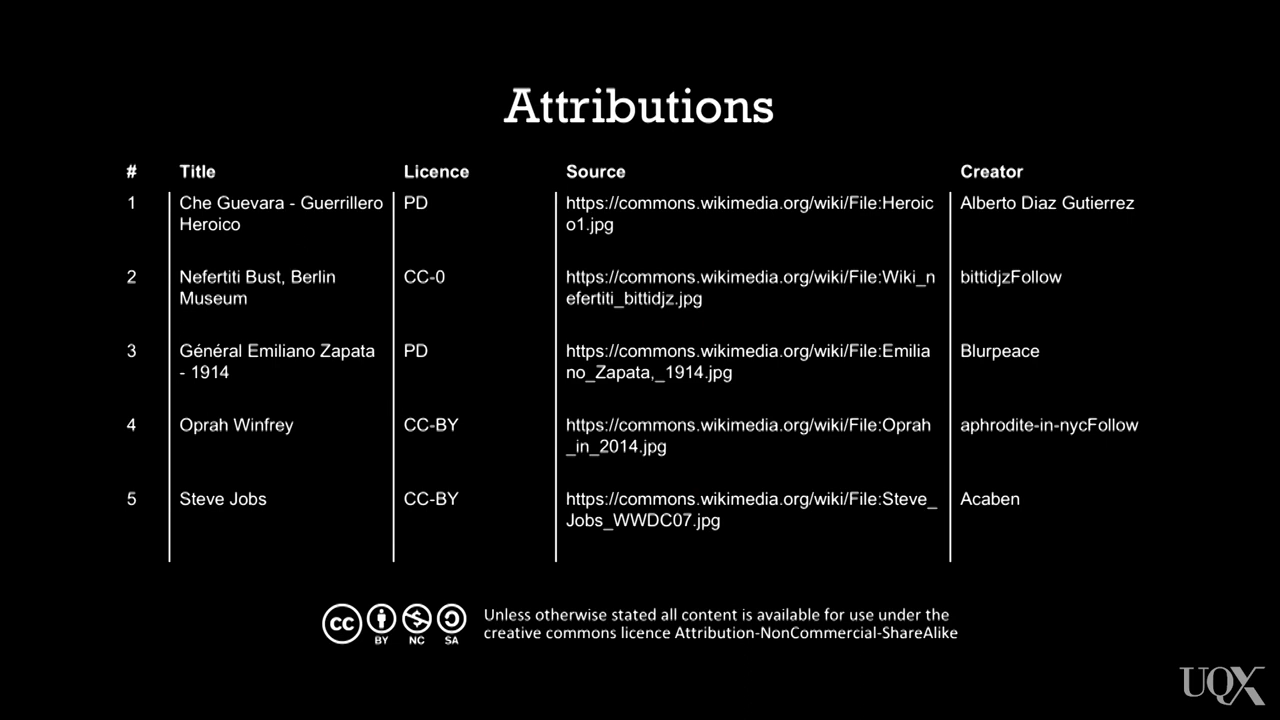 Attributions
# Title Licence Source Creator
1 Che Guevara - Guerrillero PD https://commons.wikimedia.org/wiki/File:Heroic Alberto Diaz Gutierrez
Heroico o1.jpg
2 Nefertiti Bust, Berlin CC-0 https://commons.wikimedia.org/wiki/File:Wiki_n bittidjzFollow
Museum efertiti_bittidjz.jpg
3 Général Emiliano Zapata PD https://commons.wikimedia.org/wiki/File:Emilia Blurpeace
- 1914 no_Zapata,_1914.jpg
4 Oprah Winfrey CC-BY https://commons.wikimedia.org/wiki/File:Oprah aphrodite-in-nycFollow
_in_2014.jpg
5 Steve Jobs CC-BY https://commons.wikimedia.org/wiki/File:Steve_ Acaben
Jobs_WWDC07.jpg
Unless otherwise stated all content is available for use under the
creative commons licence Attribution-NonCommercial-ShareAlike
cc BY NC SA
UQX